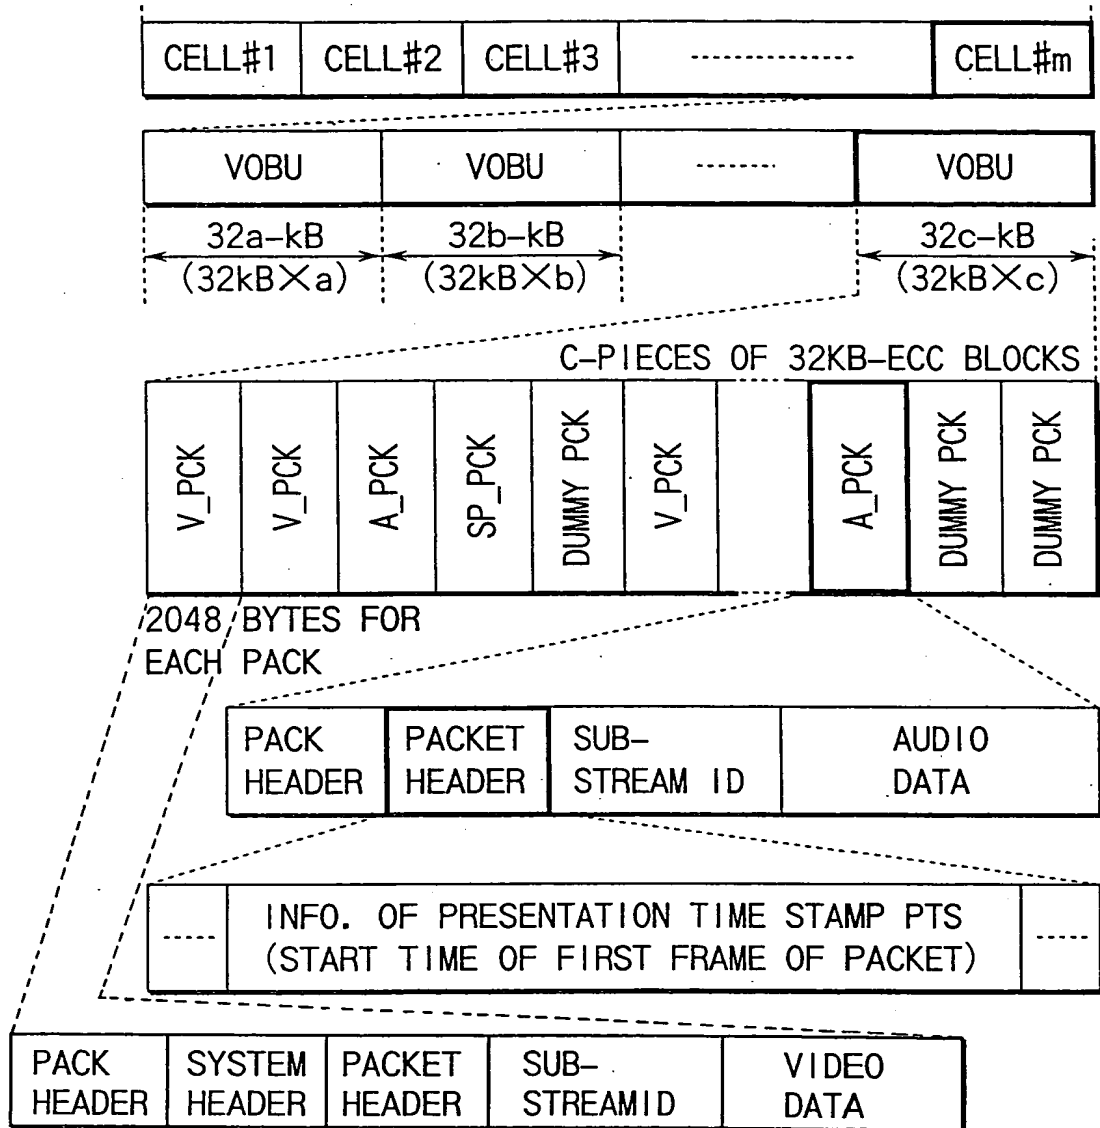 CELL#1 CELL#2 CELL#3 CELL#m
VOBU VOBU VOBU
32a-kB 32b-kB 32c-kB
(32kB×a) (32kB×b) (32kB×c)
C-PIECES OF 32KB-ECC BLOCKS
V_PCK V_PCK A_PCK SP_PCK DUMMY PCK V_PCK A_PCK DUMMY PCK DUMMY PCK
2048 BYTES FOR
EACH PACK
PACK PACKET SUB- AUDIO
HEADER HEADER STREAM ID DATA
INFO. OF PRESENTATION TIME STAMP PTS
(START TIME OF FIRST FRAME OF PACKET)
PACK SYSTEM PACKET SUB- VIDEO
HEADER HEADER HEADER STREAMID DATA